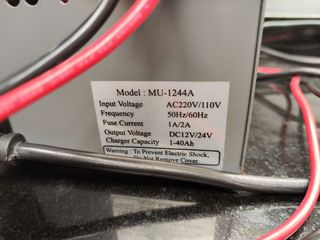 Model : MU-1244A
Input Voltage AC220V/110V
Frequency 50Hz/60Hz
Fuse Current 1A/2A
Output Voltage DC12V/24V
Charger Capacity 1-40Ah
Warning : To Prevent Electric Shock,
Do Not Remove Cover.